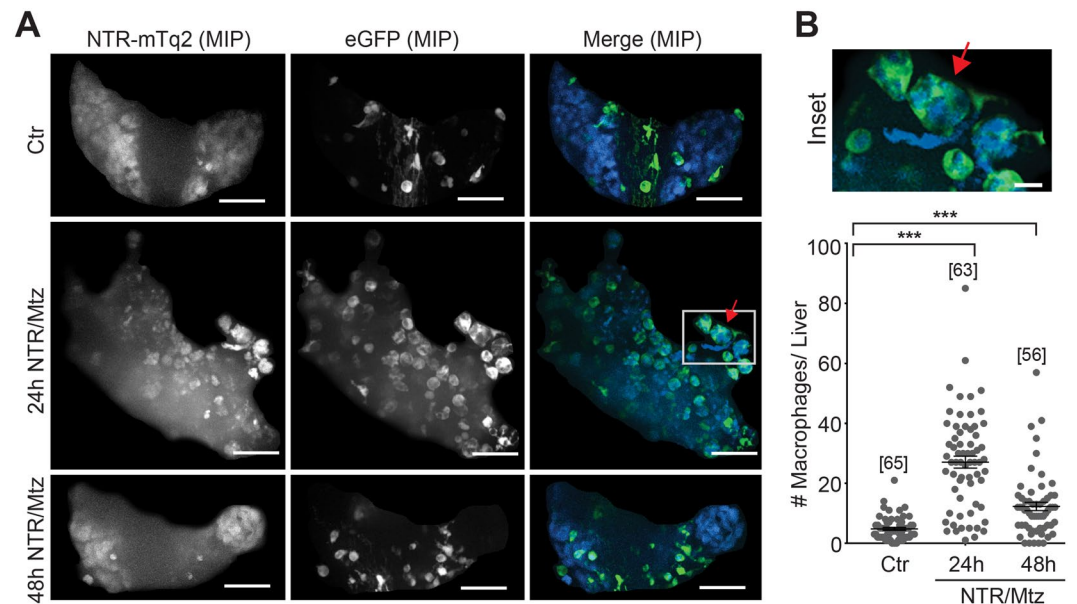 A
NTR-mTq2 (MIP) eGFP (MIP) Merge (MIP)
Ctr
24h NTR/Mtz
48h NTR/Mtz
B
Inset
***
***
# Macrophages/ Liver
100
80
60
40
20
0
[65]
[63]
[56]
Ctr 24h 48h
NTR/Mtz